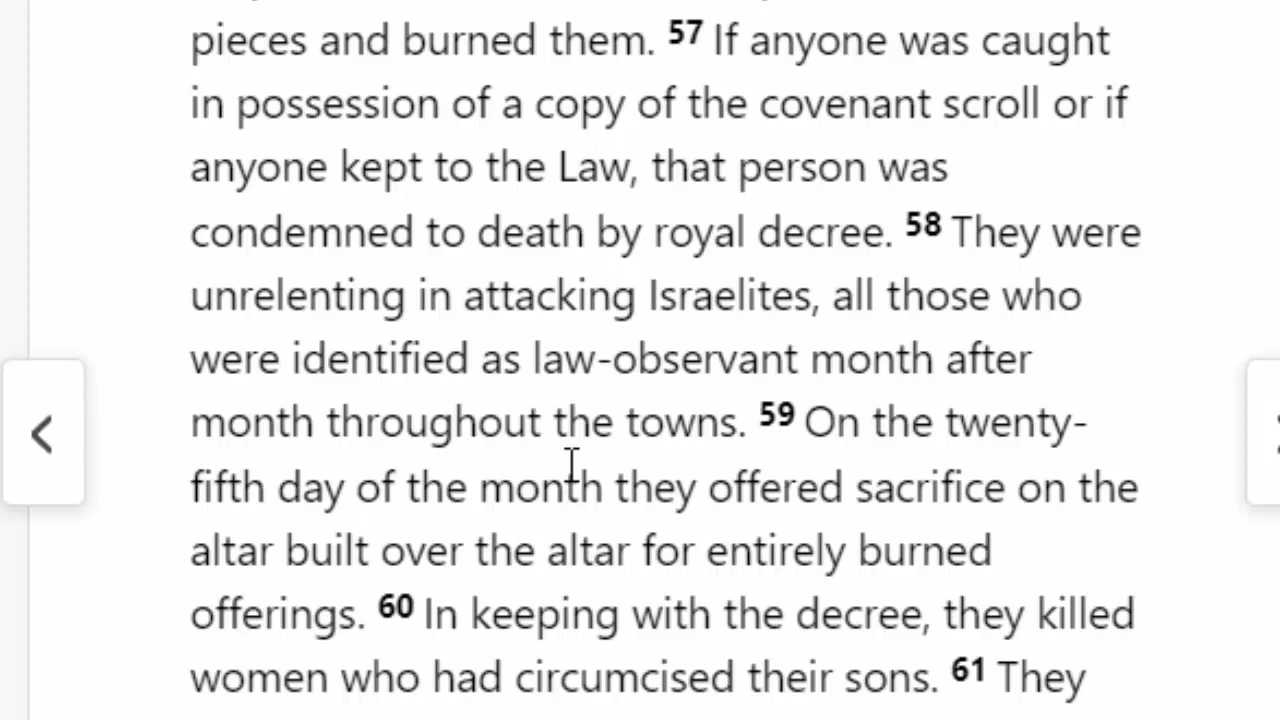 pieces and burned them. 57 If anyone was caught
in possession of a copy of the covenant scroll or if
anyone kept to the Law, that person was
condemned to death by royal decree. 58 They were
unrelenting in attacking Israelites, all those who
were identified as law-observant month after
month throughout the towns. 59 On the twenty-
fifth day of the month they offered sacrifice on the
altar built over the altar for entirely burned
offerings. 60 In keeping with the decree, they killed
women who had circumcised their sons. 61 They